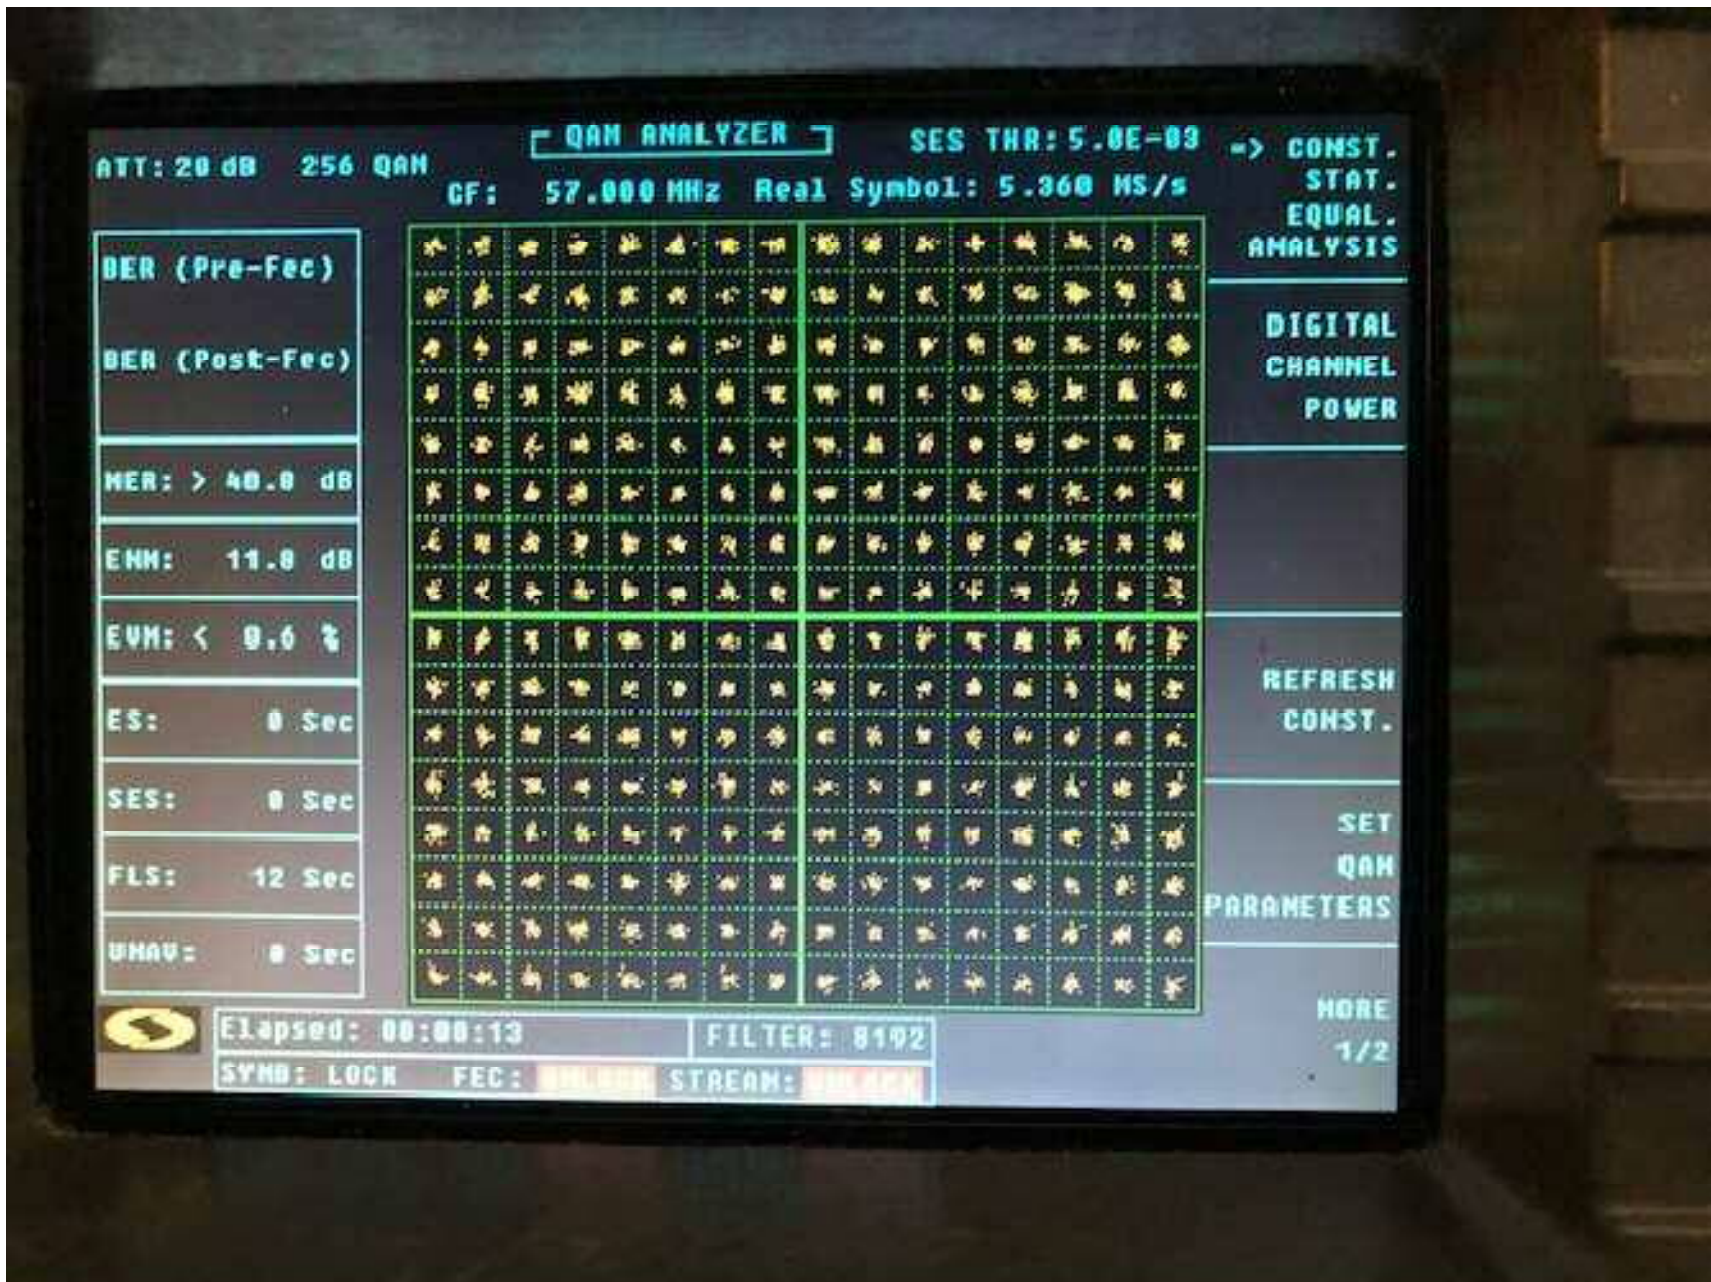 QAM ANALYZER
SES THR: 5.0E-03
ATT: 20 dB 256 QAM
CF: 57.000 MHz Real Symbol: 5.360 MS/s
BER (Pre-Fec)
BER (Post-Fec)
MER: > 40.0 dB
ENM: 11.8 dB
EVM: < 0.6 %
ES: 0 Sec
SES: 0 Sec
FLS: 12 Sec
UNAV: 0 Sec
Elapsed: 00:00:13
FILTER: 8192
SYMB: LOCK FEC: UNLOCK STREAM: UNLOCK
=> CONST.
STAT.
EQUAL.
ANALYSIS
DIGITAL
CHANNEL
POWER
REFRESH
CONST.
SET
QAM
PARAMETERS
MORE
1/2